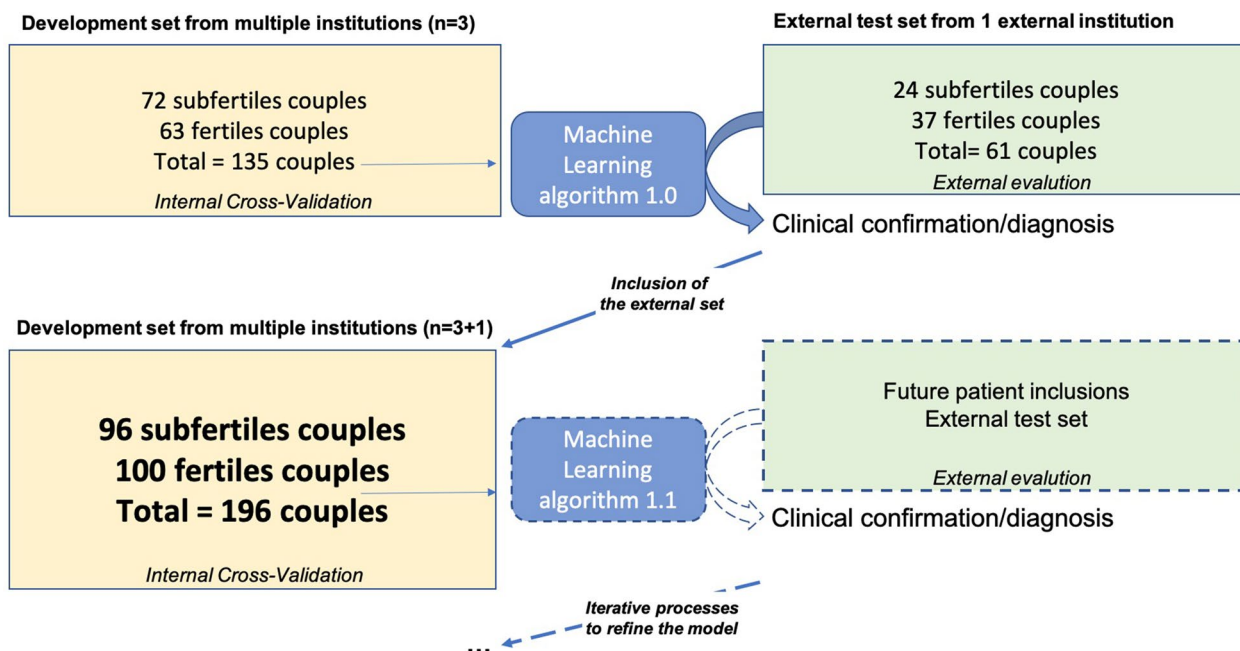 Development set from multiple institutions (n=3)
72 subfertiles couples
63 fertiles couples
Total = 135 couples
Internal Cross-Validation
Machine
Learning
algorithm 1.0
External test set from 1 external institution
24 subfertiles couples
37 fertiles couples
Total= 61 couples
External evalution
Clinical confirmation/diagnosis
Inclusion of
the external set
Development set from multiple institutions (n=3+1)
96 subfertiles couples
100 fertiles couples
Total = 196 couples
Internal Cross-Validation
Machine
Learning
algorithm 1.1
Future patient inclusions
External test set
External evalution
Clinical confirmation/diagnosis
Iterative processes
to refine the model
...